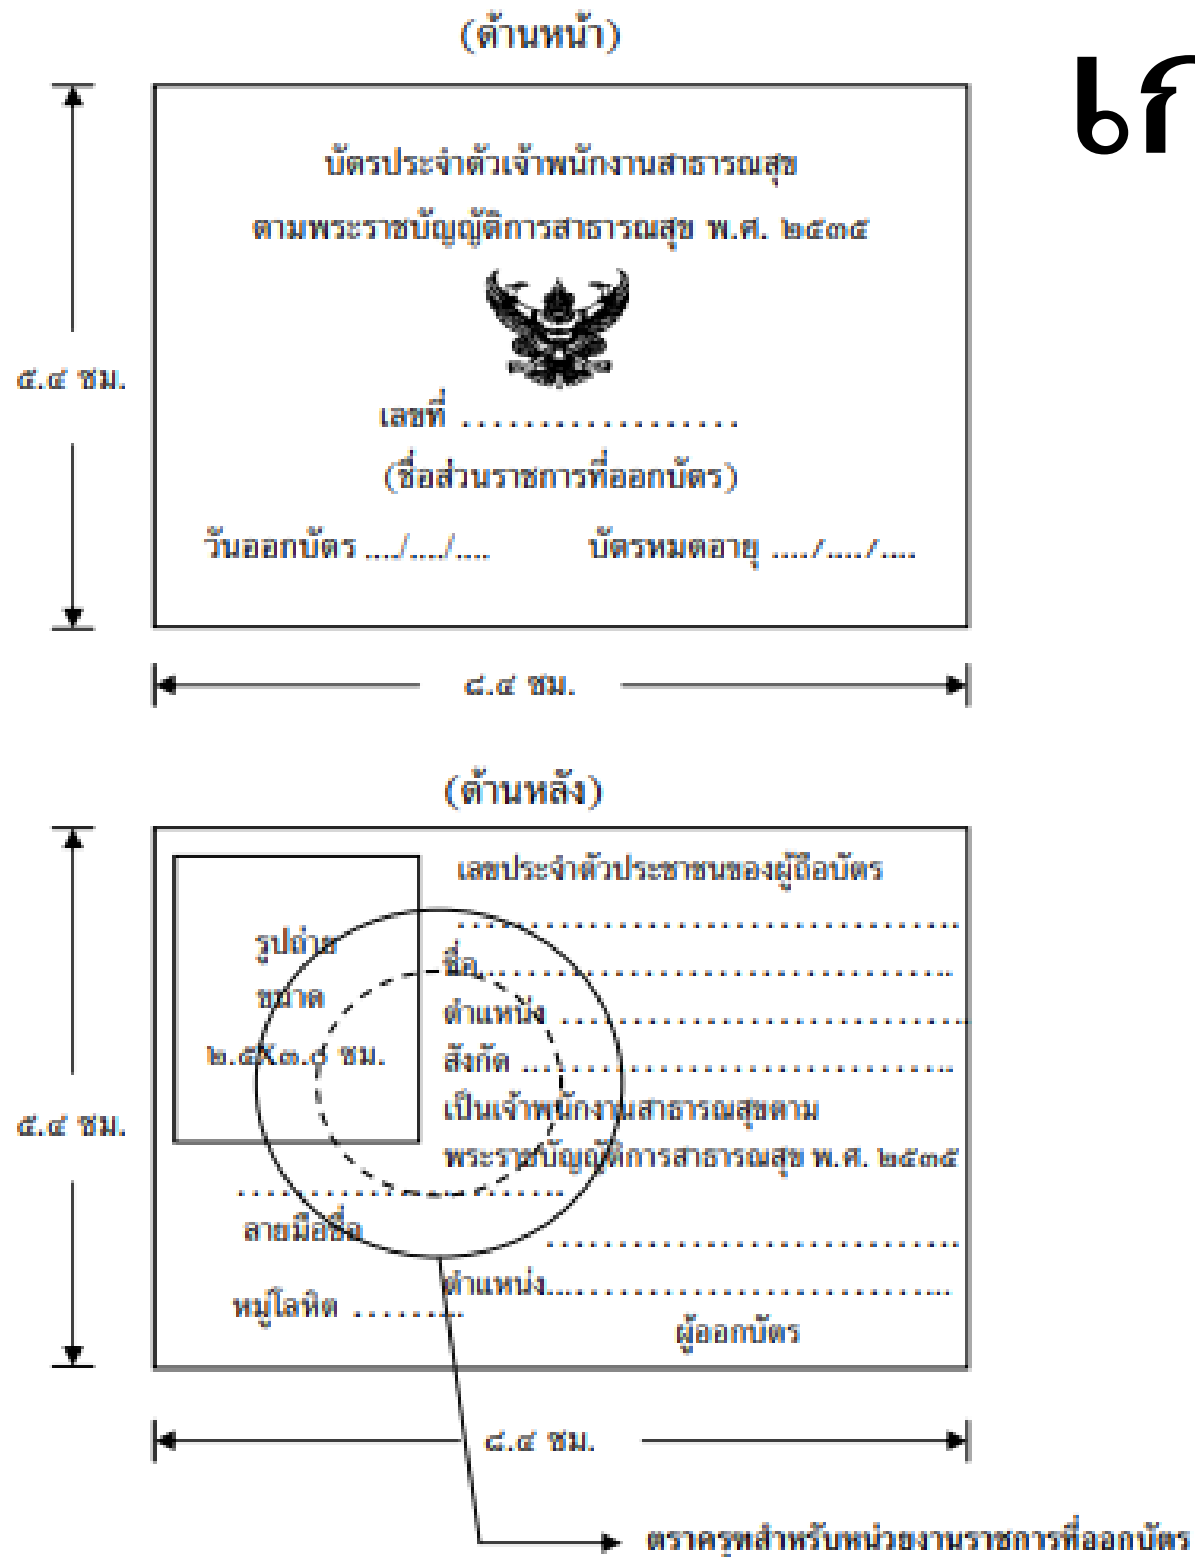 (ด้านหน้า)
บัตรประจำตัวเจ้าพนักงานสาธารณสุข
ตามพระราชบัญญัติการสาธารณสุข พ.ศ. ๒๕๓๕
๕.๔ ซม.
เลขที่ ..................
(ชื่อส่วนราชการที่ออกบัตร)
วันออกบัตร ..../..../.... บัตรหมดอายุ ..../..../....
๘.๔ ซม.
(ด้านหลัง)
เลขประจำตัวประชาชนของผู้ถือบัตร
รูปถ่าย
ชื่อ
ขนาด
ตำแหน่ง
๒.๕X๓.๐ ซม.
สังกัด
เป็นเจ้าพนักงานสาธารณสุขตาม
๕.๔ ซม.
พระราชบัญญัติการสาธารณสุข พ.ศ. ๒๕๓๕
ลายมือชื่อ
ตำแหน่ง
หมู่โลหิต
ผู้ออกบัตร
๘.๔ ซม.
ตราครุฑสำหรับหน่วยงานราชการที่ออกบัตร